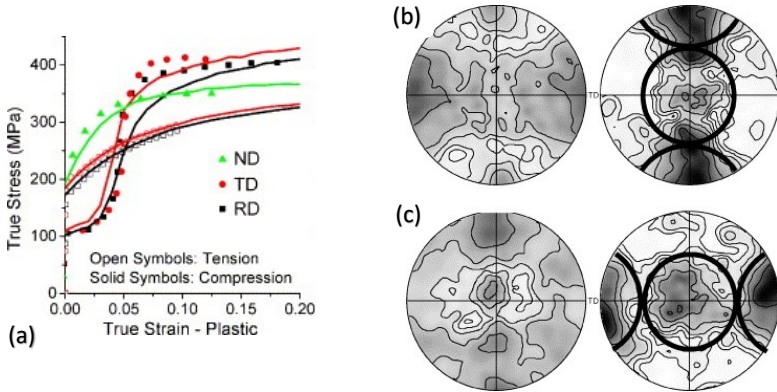 (a)
True Stress (MPa)
400
300
200
100
0
ND
TD
RD
Open Symbols: Tension
Solid Symbols: Compression
0.00 0.05 0.10 0.15 0.20
True Strain - Plastic
(b)
TD
(c)
TD